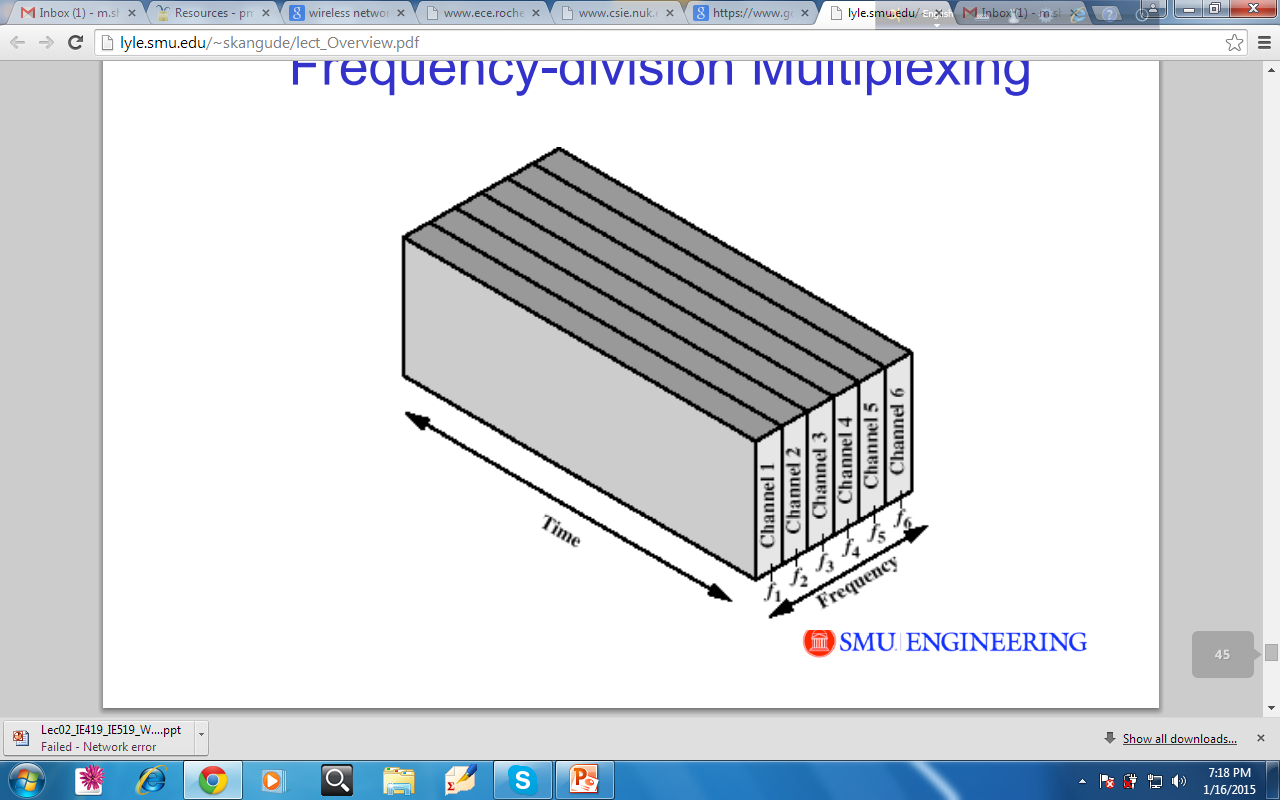 Inbox (1) - m.sh
Resources - pm
wireless networ
www.ece.roche
www.csie.nuk.
https://www.go
lyle.smu.edu/~
English
Inbox (1) - m.sh
lyle.smu.edu/~skangude/lect_Overview.pdf
Frequency-division Multiplexing
Channel 1
Channel 2
Channel 3
Channel 4
Channel 5
Channel 6
f1
f2
f3
f4
f5
f6
Time
Frequency
SMU. ENGINEERING
45
Lec02_IE419_IE519_W....ppt
Failed - Network error
Show all downloads...
7:18 PM
1/16/2015